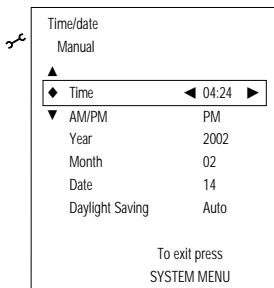 Time/date
Manual
Time 04:24
AM/PM PM
Year 2002
Month 02
Date 14
Daylight Saving Auto
To exit press
SYSTEM MENU